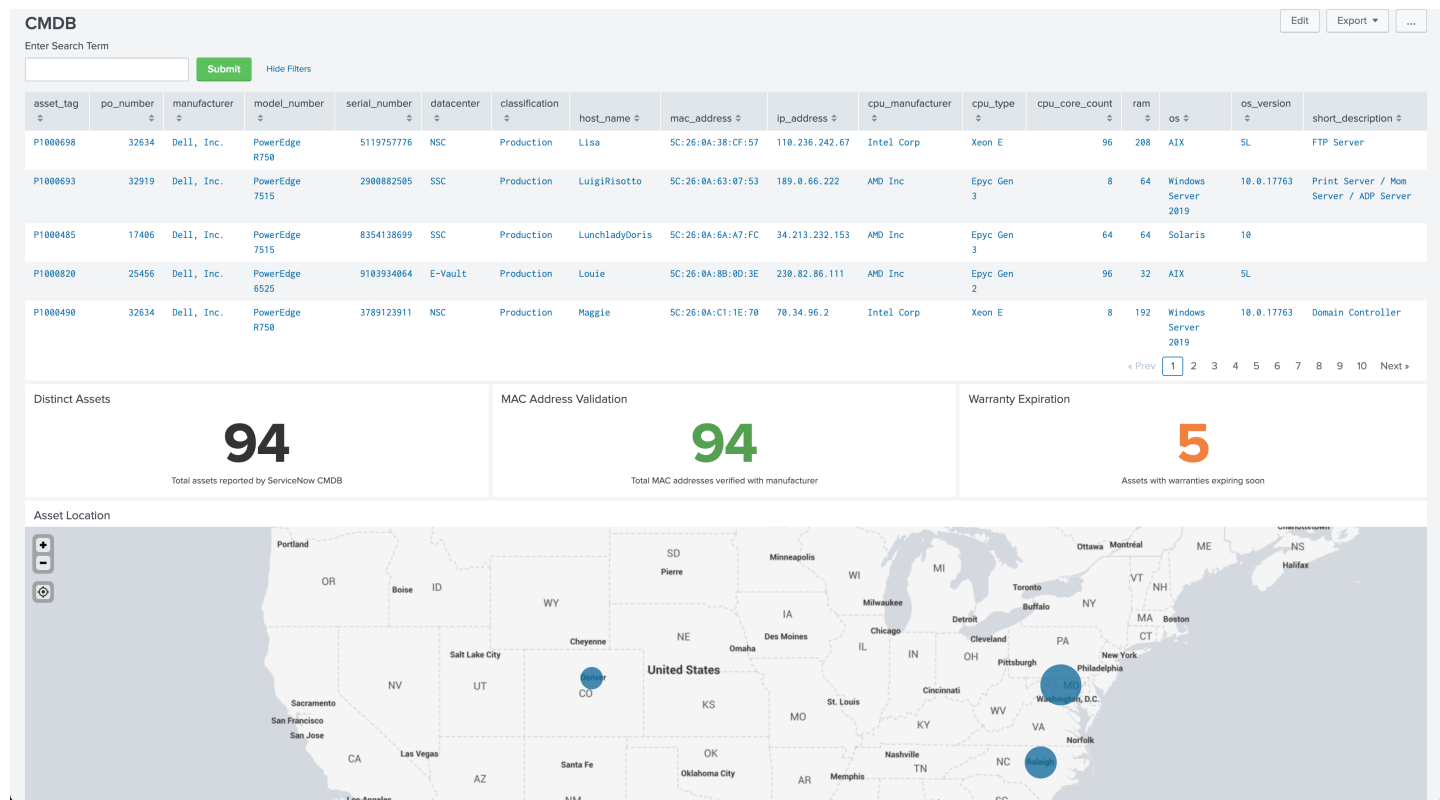 CMDB
Edit
Export
...
Enter Search Term
Submit
Hide Filters
asset_tag po_number manufacturer model_number serial_number datacenter classification host_name mac_address ip_address cpu_manufacturer cpu_type cpu_core_count ram os os_version short_description
P1000698 32634 Dell, Inc. PowerEdge 5119757776 NSC Production Lisa 5C:26:0A:38:CF:57 110.236.242.67 Intel Corp Xeon E 96 208 AIX 5L FTP Server
R750
P1000693 32919 Dell, Inc. PowerEdge 2900882505 SSC Production LuigiRisotto 5C:26:0A:63:07:53 189.0.66.222 AMD Inc Epyc Gen 8 64 Windows 10.0.17763 Print Server / Mom
7515 3 Server Server / ADP Server
2019
P1000485 17406 Dell, Inc. PowerEdge 8354138699 SSC Production LunchladyDoris 5C:26:0A:6A:A7:FC 34.213.232.153 AMD Inc Epyc Gen 64 64 Solaris 10
7515 3
P1000820 25456 Dell, Inc. PowerEdge 9103934064 E-Vault Production Louie 5C:26:0A:8B:0D:3E 230.82.86.111 AMD Inc Epyc Gen 96 32 AIX 5L
6525 2
P1000490 32634 Dell, Inc. PowerEdge 3789123911 NSC Production Maggie 5C:26:0A:C1:1E:70 70.34.96.2 Intel Corp Xeon E 8 192 Windows 10.0.17763 Domain Controller
R750 Server
2019
« Prev 1 2 3 4 5 6 7 8 9 10 Next »
Distinct Assets
94
Total assets reported by ServiceNow CMDB
MAC Address Validation
94
Total MAC addresses verified with manufacturer
Warranty Expiration
5
Assets with warranties expiring soon
Asset Location
Charlottetown
Portland SD Minneapolis Ottawa Montréal ME NS
Pierre Halifax
OR Boise ID WI MI VT NH
Toronto
WY Milwaukee Buffalo NY
IA Detroit MA Boston
Cheyenne NE Des Moines Chicago Cleveland PA CT
Salt Lake City Omaha IL IN OH Pittsburgh New York
United States Philadelphia
Denver
NV UT CO MD
Sacramento KS St. Louis Cincinnati Washington, D.C.
San Francisco MO WV
San Jose KY VA
Norfolk
CA Las Vegas OK Nashville NC Raleigh
Santa Fe TN
AZ Oklahoma City AR Memphis
Los Angeles NM SC